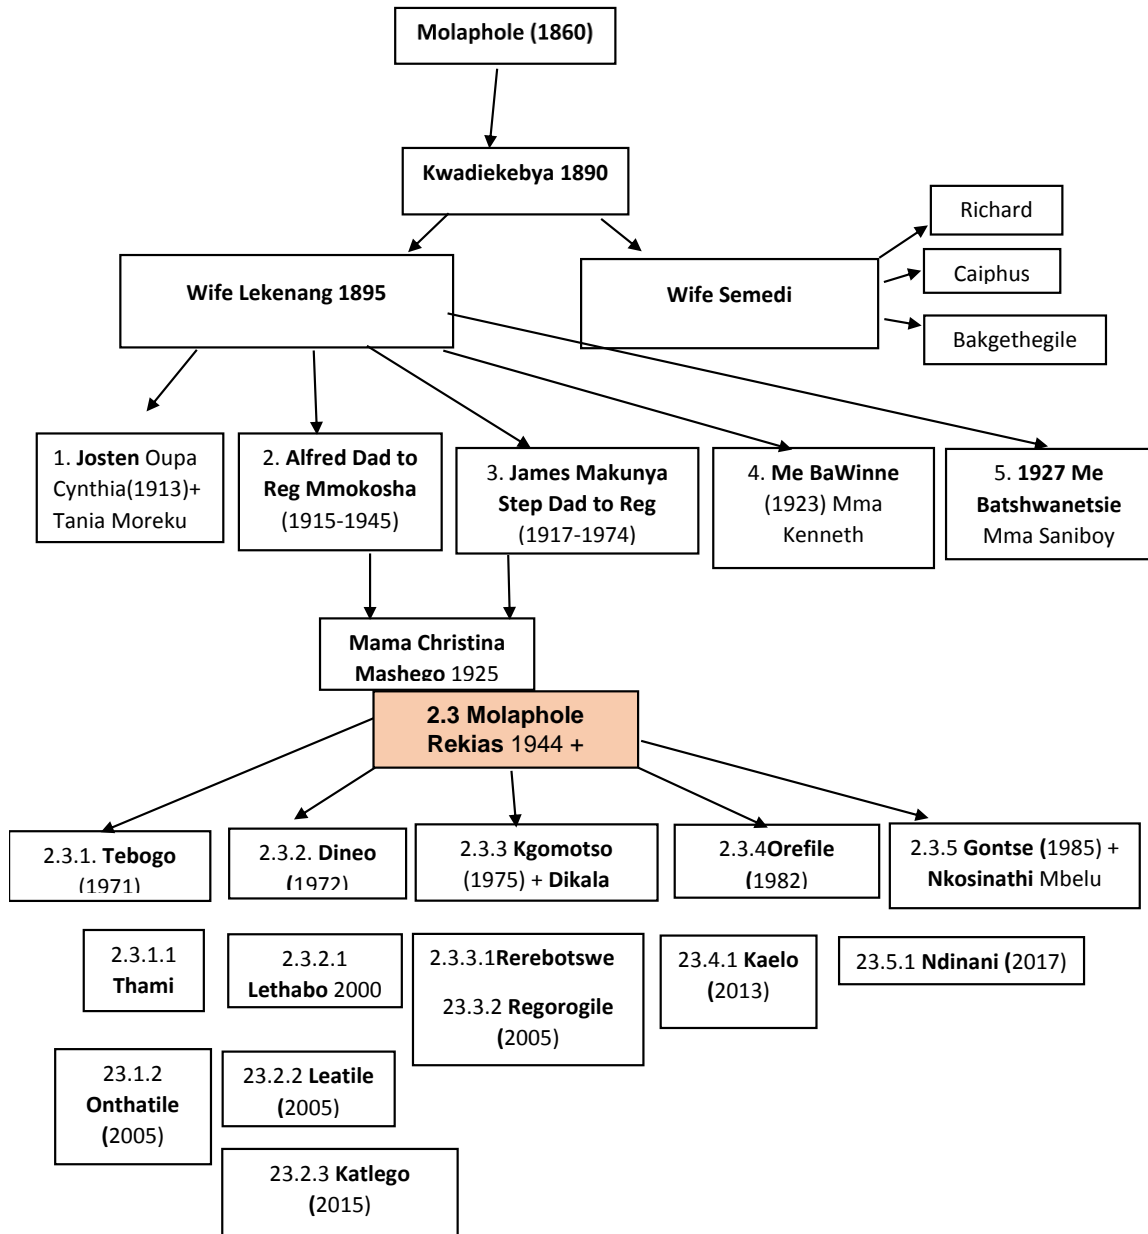 Molaphole (1860)
Kwadiekebya 1890
Richard
Caiphus
Bakgethegile
Wife Lekenang 1895
Wife Semedi
1. Josten Oupa
Cynthia(1913)+
Tania Moreku
2. Alfred Dad to
Reg Mmokosha
(1915-1945)
3. James Makunya
Step Dad to Reg
(1917-1974)
4. Me BaWinne
(1923) Mma
Kenneth
5. 1927 Me
Batshwanetsie
Mma Saniboy
Mama Christina
Mashego 1925
2.3 Molaphole
Rekias 1944 +
2.3.1. Tebogo
(1971)
2.3.2. Dineo
(1972)
2.3.3 Kgomotso
(1975) + Dikala
2.3.4Orefile
(1982)
2.3.5 Gontse (1985) +
Nkosinathi Mbelu
2.3.1.1
Thami
2.3.2.1
Lethabo 2000
2.3.3.1Rerebotswe
23.3.2 Regorogile
(2005)
23.4.1 Kaelo
(2013)
23.5.1 Ndinani (2017)
23.1.2
Onthatile
(2005)
23.2.2 Leatile
(2005)
23.2.3 Katlego
(2015)